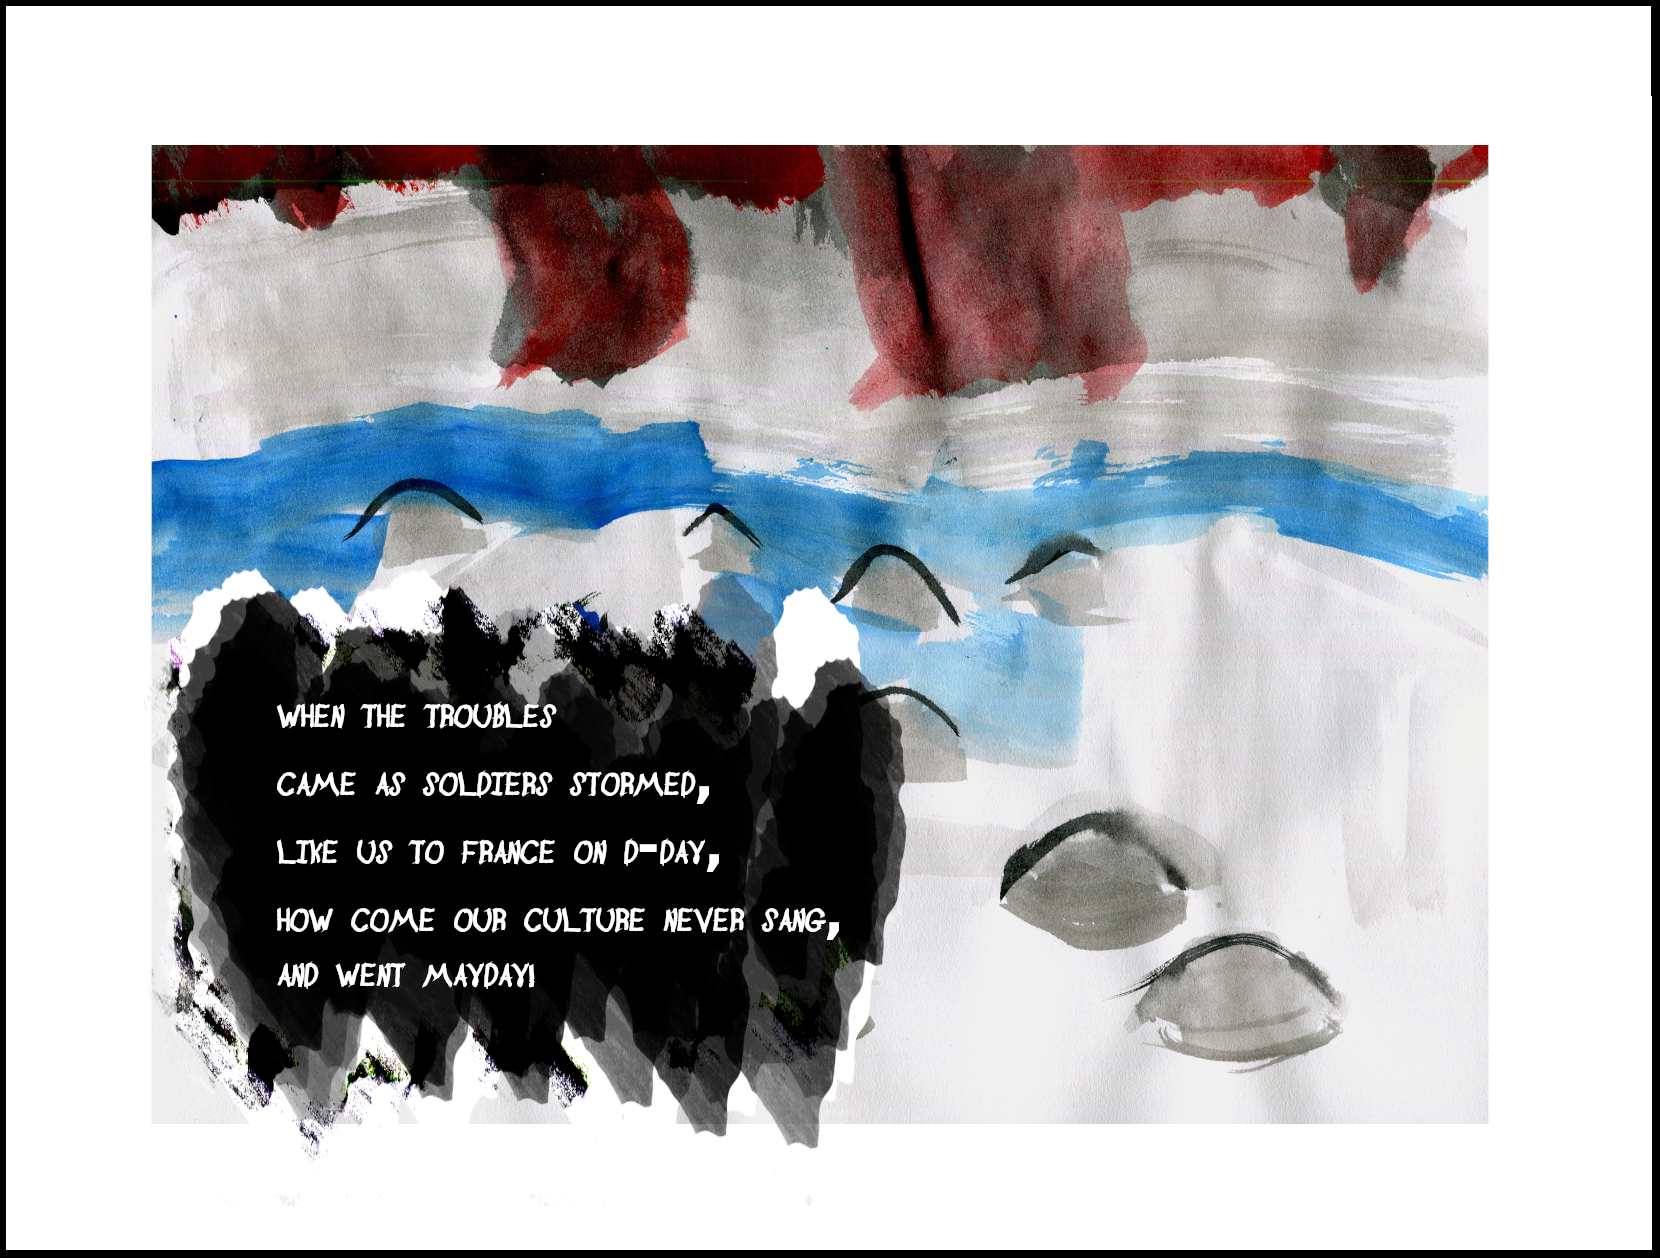 WHEN THE TROUBLES
CAME AS SOLDIERS STORMED,
LIKE US TO FRANCE ON D-DAY,
HOW COME OUR CULTURE NEVER SANG,
AND WENT MAYDAY!